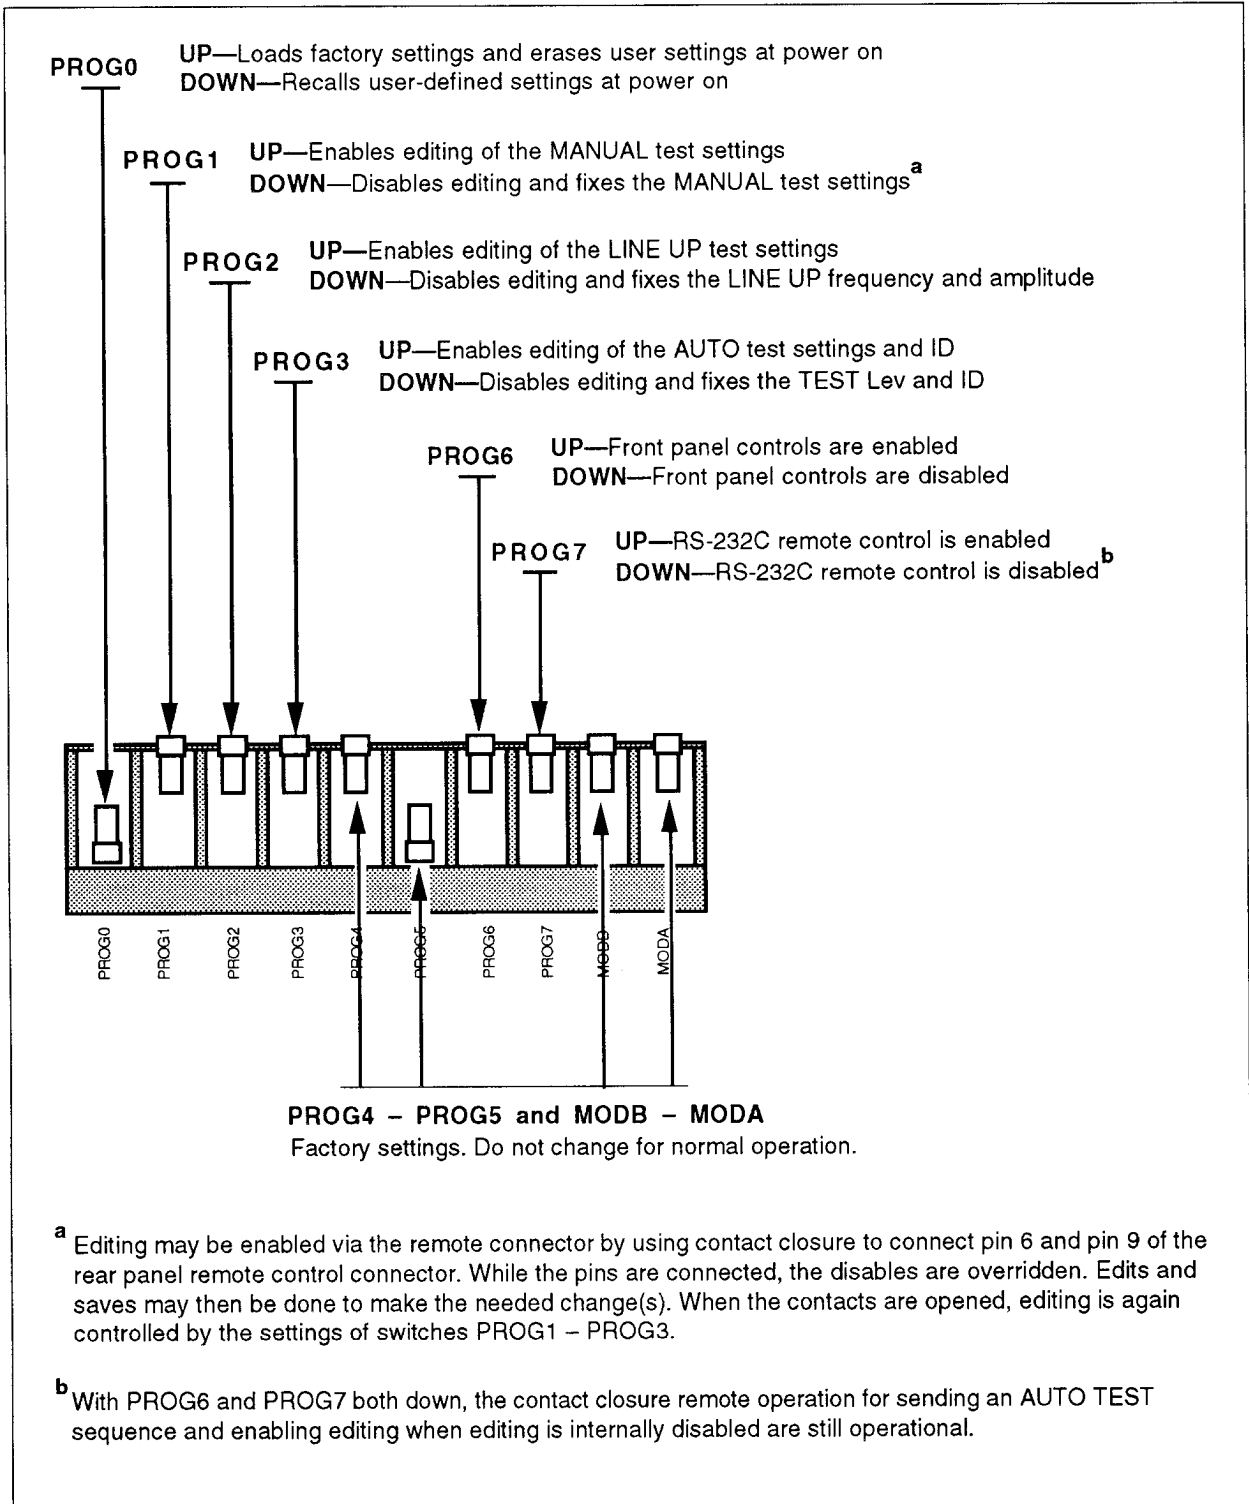 PROG0
UP—Loads factory settings and erases user settings at power on
DOWN—Recalls user-defined settings at power on
PROG1
UP—Enables editing of the MANUAL test settings
DOWN—Disables editing and fixes the MANUAL test settings a
PROG2
UP—Enables editing of the LINE UP test settings
DOWN—Disables editing and fixes the LINE UP frequency and amplitude
PROG3
UP—Enables editing of the AUTO test settings and ID
DOWN—Disables editing and fixes the TEST Lev and ID
PROG6
UP—Front panel controls are enabled
DOWN—Front panel controls are disabled
PROG7
UP—RS-232C remote control is enabled
DOWN—RS-232C remote control is disabled b
PROG0
PROG1
PROG2
PROG3
PROG4
PROG5
PROG6
PROG7
MODB
MODA
PROG4 – PROG5 and MODB – MODA
Factory settings. Do not change for normal operation.
a Editing may be enabled via the remote connector by using contact closure to connect pin 6 and pin 9 of the
rear panel remote control connector. While the pins are connected, the disables are overridden. Edits and
saves may then be done to make the needed change(s). When the contacts are opened, editing is again
controlled by the settings of switches PROG1 – PROG3.
b With PROG6 and PROG7 both down, the contact closure remote operation for sending an AUTO TEST
sequence and enabling editing when editing is internally disabled are still operational.